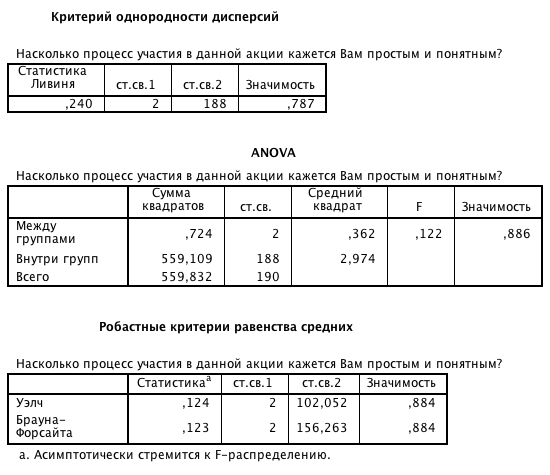 Критерий однородности дисперсий
Насколько процесс участия в данной акции кажется Вам простым и понятным?
Статистика Ливиня ст.св.1 ст.св.2 Значимость
,240 2 188 ,787
ANOVA
Насколько процесс участия в данной акции кажется Вам простым и понятным?
Сумма квадратов ст.св. Средний квадрат F Значимость
Между группами ,724 2 ,362 ,122 ,886
Внутри групп 559,109 188 2,974
Всего 559,832 190
Робастные критерии равенства средних
Насколько процесс участия в данной акции кажется Вам простым и понятным?
Статистикаa ст.св.1 ст.св.2 Значимость
Уэлч ,124 2 102,052 ,884
Брауна-Форсайта ,123 2 156,263 ,884
a. Асимптотически стремится к F-распределению.